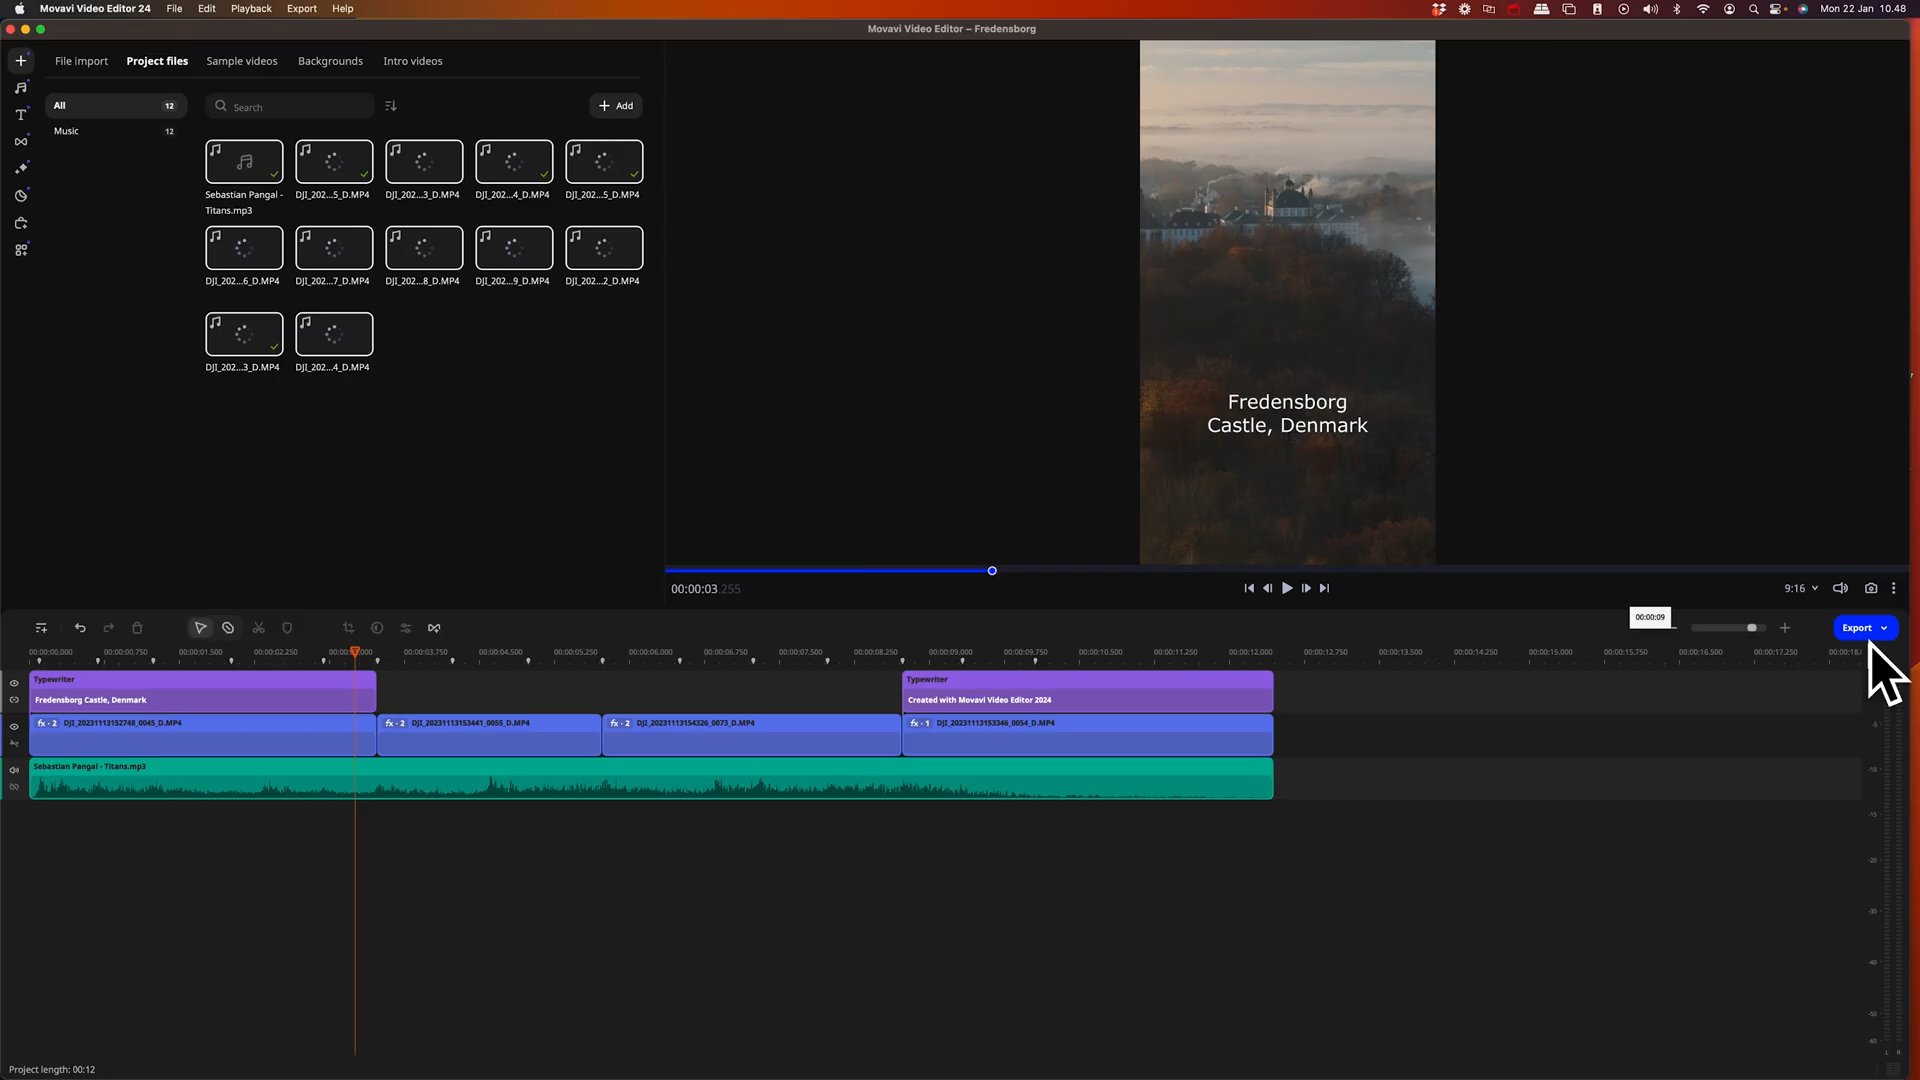 Movavi Video Editor 24 File Edit Playback Export Help
Mon 22 Jan 10.48
Movavi Video Editor – Fredensborg
File import Project files Sample videos Backgrounds Intro videos
All 12
Search
Add
Music 12
Sebastian Pangal - Titans.mp3
DJI_202...5_D.MP4
DJI_202...3_D.MP4
DJI_202...4_D.MP4
DJI_202...5_D.MP4
DJI_202...6_D.MP4
DJI_202...7_D.MP4
DJI_202...8_D.MP4
DJI_202...9_D.MP4
DJI_202...2_D.MP4
DJI_202...3_D.MP4
DJI_202...4_D.MP4
Fredensborg
Castle, Denmark
00:00:03.255
9:16
00:00:09
Export
00:00:00.000 00:00:00.750 00:00:01.500 00:00:02.250 00:00:03.750 00:00:04.500 00:00:05.250 00:00:06.000 00:00:06.750 00:00:07.500 00:00:08.250 00:00:09.000 00:00:09.750 00:00:10.500 00:00:11.250 00:00:12.000 00:00:12.750 00:00:13.500 00:00:14.250 00:00:15.000 00:00:15.750 00:00:16.500 00:00:17.250
Typewriter
Fredensborg Castle, Denmark
Typewriter
Created with Movavi Video Editor 2024
fx · 2 DJI_20231113152748_0045_D.MP4
fx · 2 DJI_20231113153441_0055_D.MP4
fx · 2 DJI_20231113154326_0073_D.MP4
fx · 1 DJI_20231113153346_0054_D.MP4
Sebastian Pangal - Titans.mp3
-5
-10
-15
-20
-30
-40
-50
-60
L R
Project length: 00:12